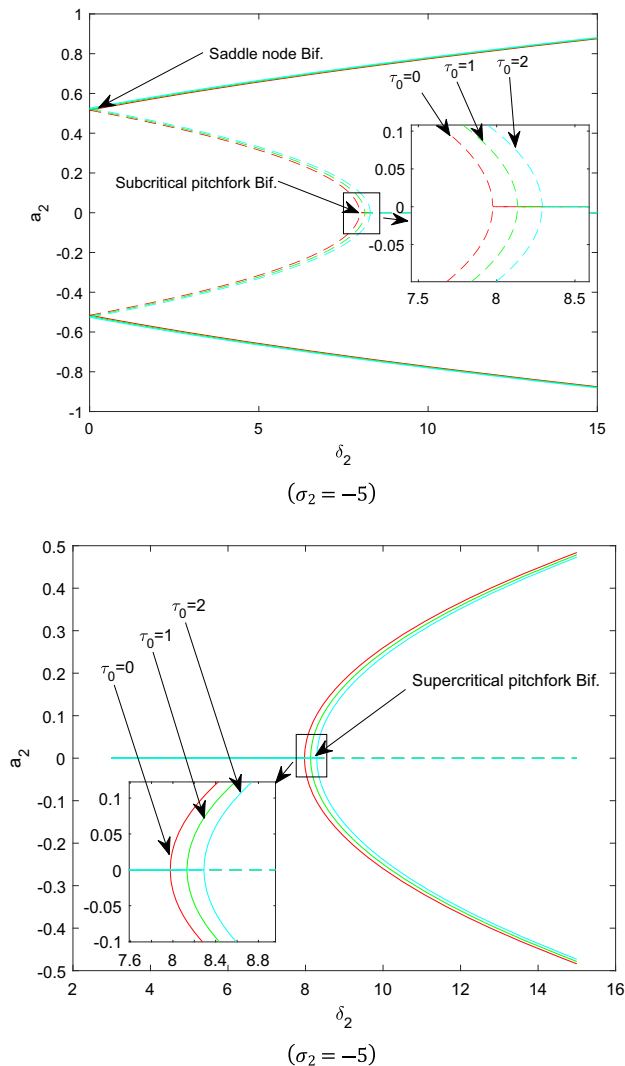 1
0.8
0.6
0.4
0.2
0
-0.2
-0.4
-0.6
-0.8
-1
a₂
Saddle node Bif.
Subcritical pitchfork Bif.
τ₀=0
τ₀=1
τ₀=2
0.1
0.05
0
-0.05
7.5 8 8.5
0 5 10 15
δ₂
(σ₂ = −5)
0.5
0.4
0.3
0.2
0.1
0
-0.1
-0.2
-0.3
-0.4
-0.5
a₂
τ₀=2
τ₀=1
τ₀=0
Supercritical pitchfork Bif.
0.1
0.05
0
-0.05
-0.1
7.6 8 8.4 8.8
2 4 6 8 10 12 14 16
δ₂
(σ₂ = −5)